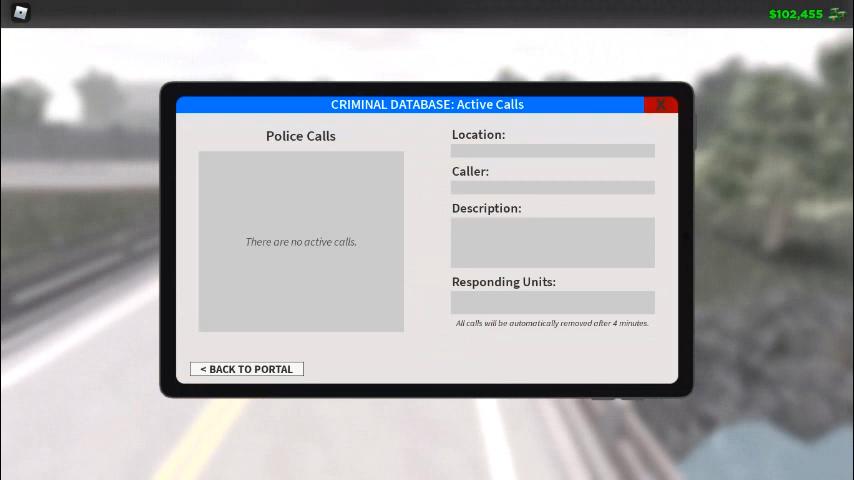 $102,455
CRIMINAL DATABASE: Active Calls
X
Police Calls
There are no active calls.
Location:
Caller:
Description:
Responding Units:
All calls will be automatically removed after 4 minutes.
< BACK TO PORTAL